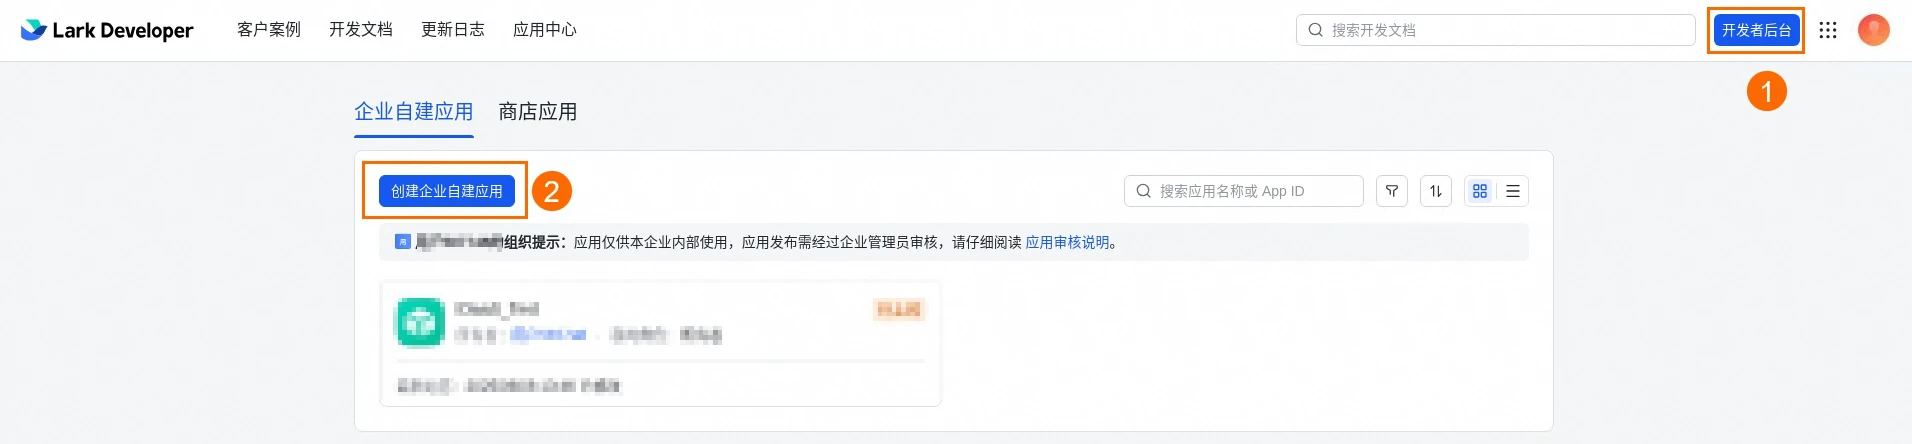 Lark Developer 客户案例 开发文档 更新日志 应用中心 搜索开发文档 开发者后台
1
企业自建应用 商店应用
创建企业自建应用 2 搜索应用名称或 App ID
组织提示：应用仅供本企业内部使用，应用发布需经过企业管理员审核，请仔细阅读 应用审核说明。